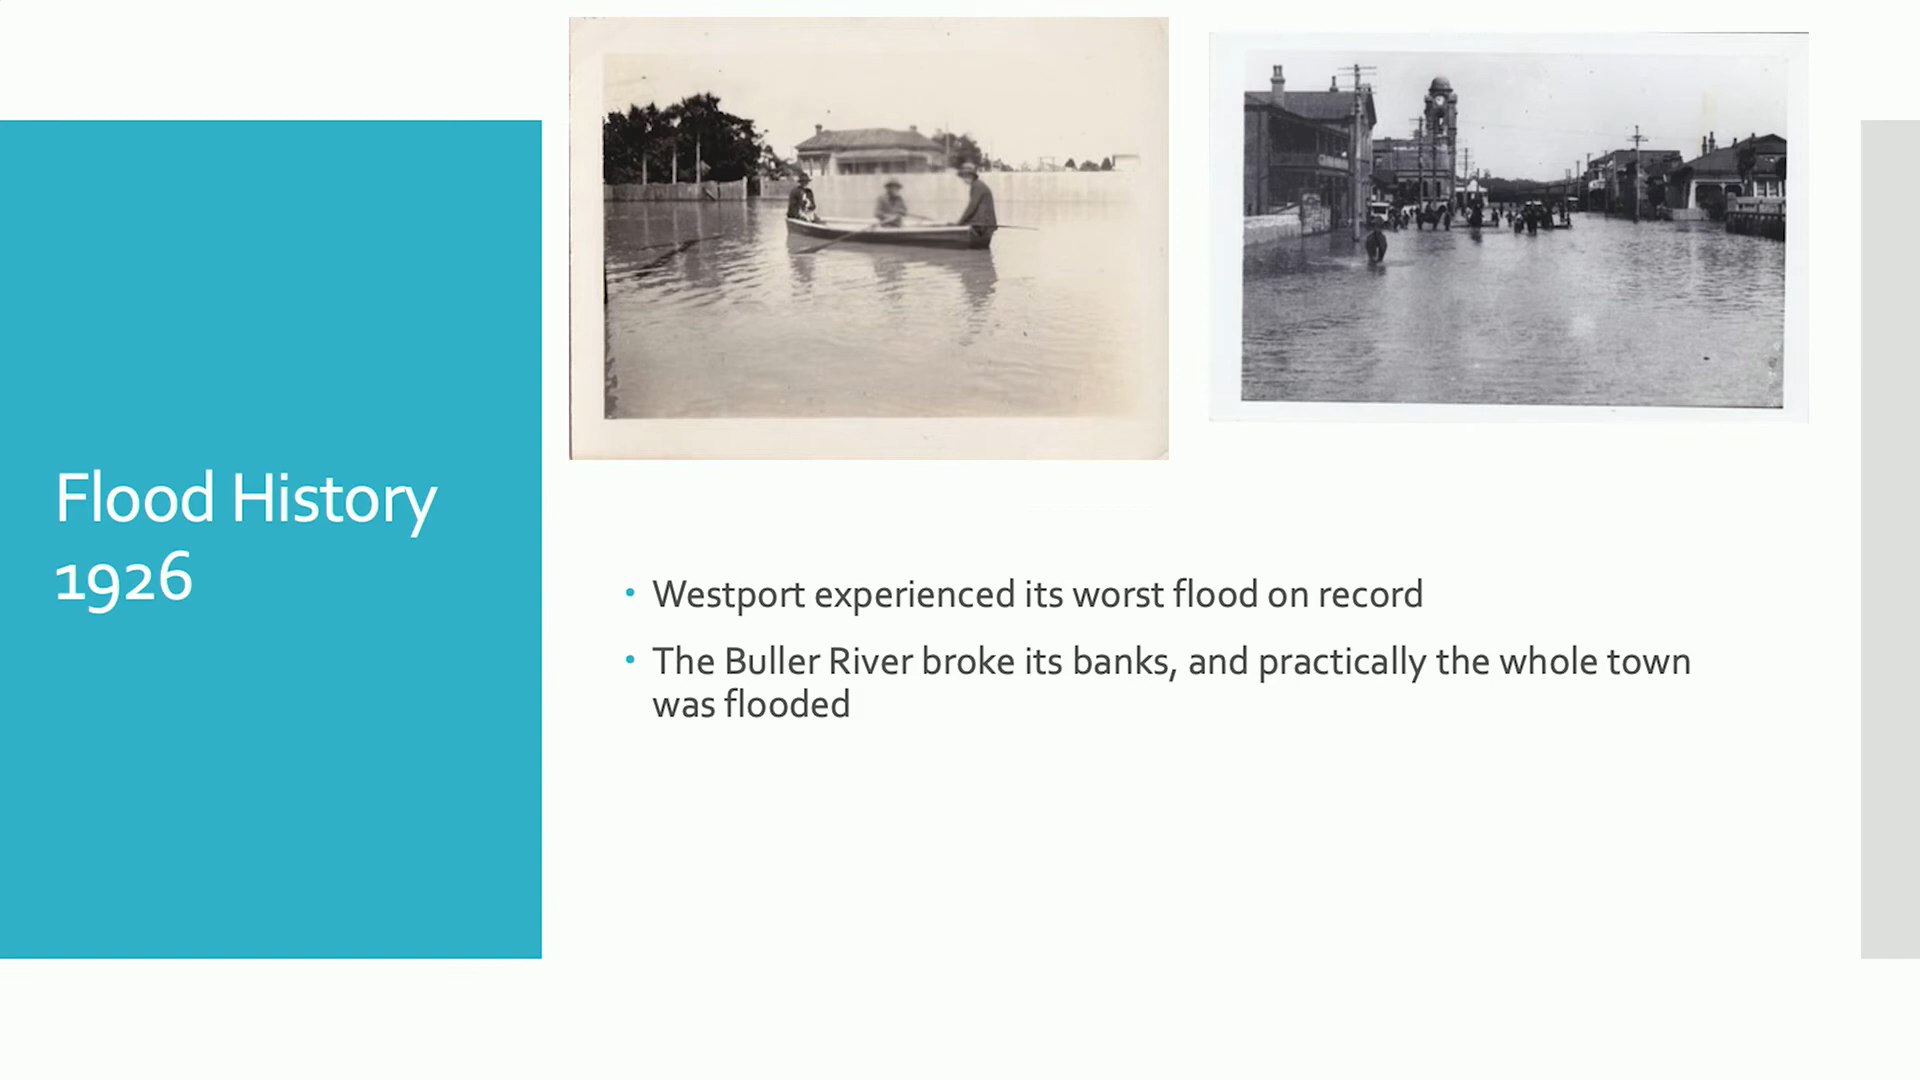 Flood History
1926
• Westport experienced its worst flood on record
• The Buller River broke its banks, and practically the whole town
was flooded